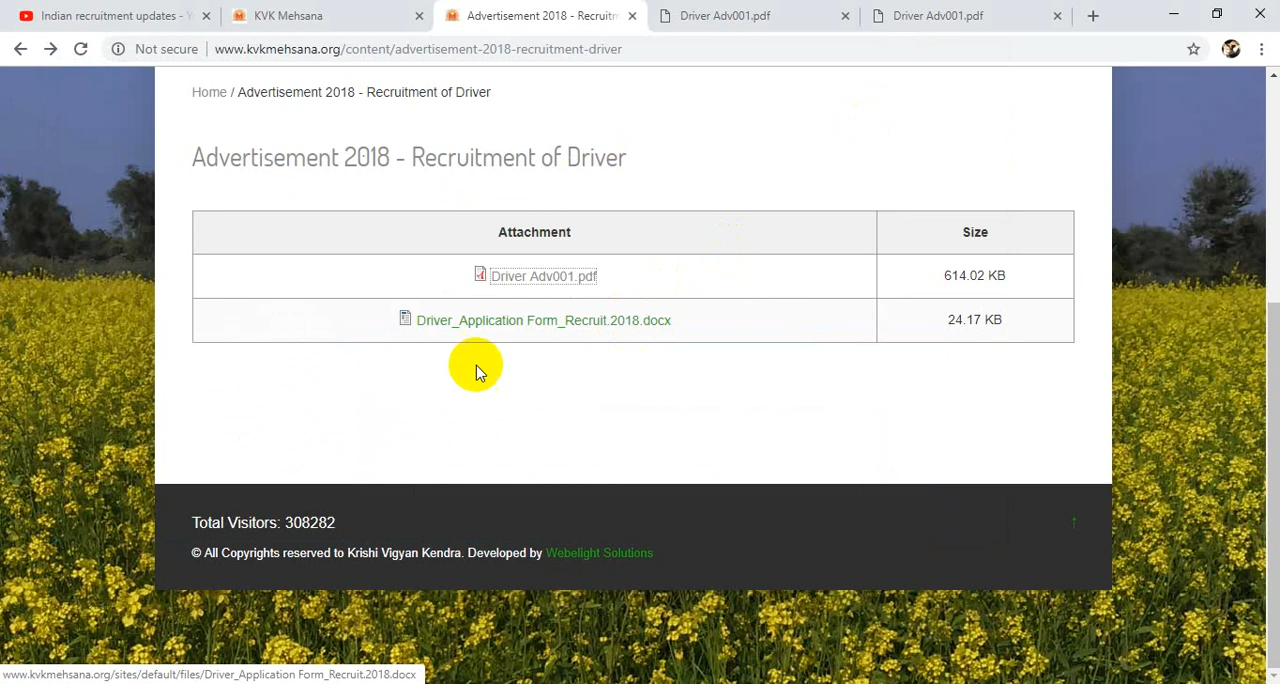 Indian recruitment updates - Y
KVK Mehsana
Advertisement 2018 - Recruitm
Driver Adv001.pdf
Driver Adv001.pdf
Not secure
www.kvkmehsana.org/content/advertisement-2018-recruitment-driver
Home / Advertisement 2018 - Recruitment of Driver
Advertisement 2018 - Recruitment of Driver
Attachment Size
Driver Adv001.pdf 614.02 KB
Driver_Application Form_Recruit.2018.docx 24.17 KB
Total Visitors: 308282
© All Copyrights reserved to Krishi Vigyan Kendra. Developed by Webelight Solutions
www.kvkmehsana.org/sites/default/files/Driver_Application Form_Recruit.2018.docx